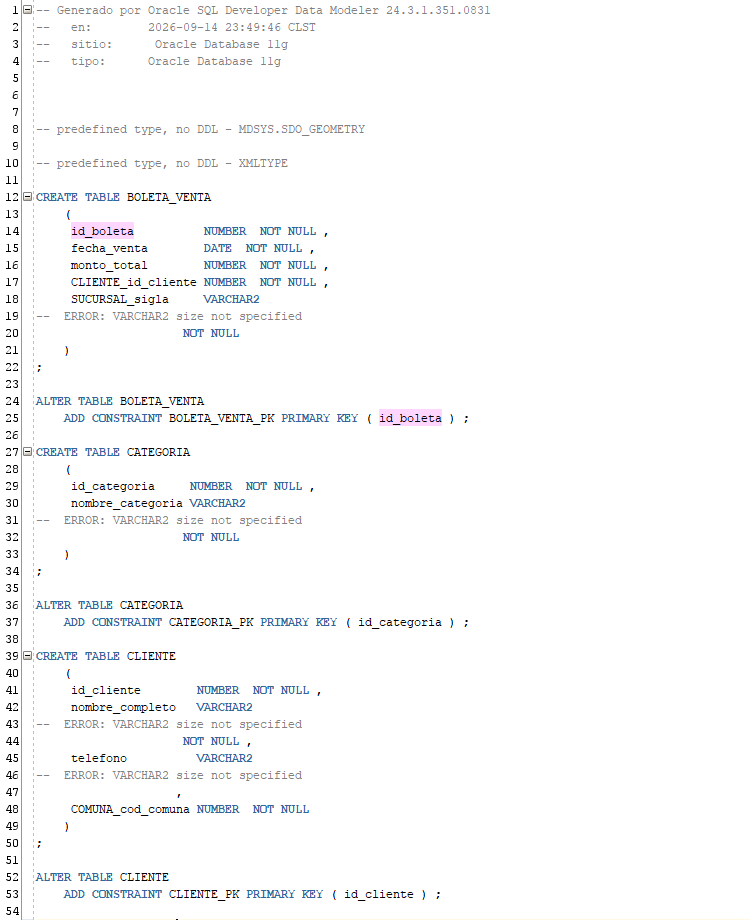 1 -- Generado por Oracle SQL Developer Data Modeler 24.3.1.351.0831
2 --   en:        2026-09-14 23:49:46 CLST
3 --   sitio:      Oracle Database 11g
4 --   tipo:      Oracle Database 11g
5
6
7
8 -- predefined type, no DDL - MDSYS.SDO_GEOMETRY
9
10 -- predefined type, no DDL - XMLTYPE
11
12 CREATE TABLE BOLETA_VENTA
13     (
14      id_boleta          NUMBER  NOT NULL ,
15      fecha_venta        DATE  NOT NULL ,
16      monto_total        NUMBER  NOT NULL ,
17      CLIENTE_id_cliente NUMBER  NOT NULL ,
18      SUCURSAL_sigla     VARCHAR2
19 --  ERROR: VARCHAR2 size not specified
20                      NOT NULL
21     )
22 ;
23
24 ALTER TABLE BOLETA_VENTA
25     ADD CONSTRAINT BOLETA_VENTA_PK PRIMARY KEY ( id_boleta ) ;
26
27 CREATE TABLE CATEGORIA
28     (
29      id_categoria     NUMBER  NOT NULL ,
30      nombre_categoria VARCHAR2
31 --  ERROR: VARCHAR2 size not specified
32                      NOT NULL
33     )
34 ;
35
36 ALTER TABLE CATEGORIA
37     ADD CONSTRAINT CATEGORIA_PK PRIMARY KEY ( id_categoria ) ;
38
39 CREATE TABLE CLIENTE
40     (
41      id_cliente        NUMBER  NOT NULL ,
42      nombre_completo   VARCHAR2
43 --  ERROR: VARCHAR2 size not specified
44                      NOT NULL ,
45      telefono          VARCHAR2
46 --  ERROR: VARCHAR2 size not specified
47                     ,
48      COMUNA_cod_comuna NUMBER  NOT NULL
49     )
50 ;
51
52 ALTER TABLE CLIENTE
53     ADD CONSTRAINT CLIENTE_PK PRIMARY KEY ( id_cliente ) ;
54